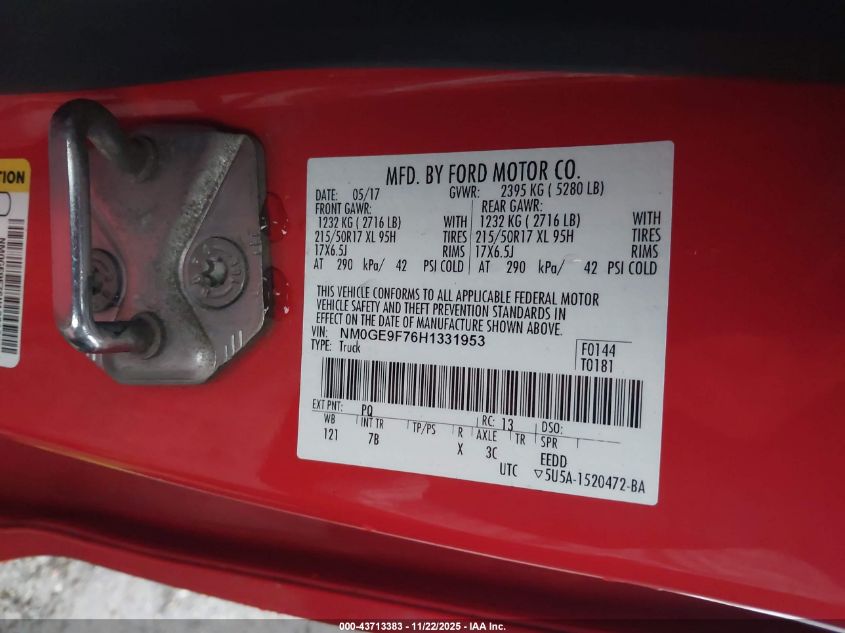 TION
MFD. BY FORD MOTOR CO.
DATE: 05/17 GVWR: 2395 KG ( 5280 LB)
FRONT GAWR: REAR GAWR:
1232 KG ( 2716 LB) WITH 1232 KG ( 2716 LB) WITH
215/50R17 XL 95H TIRES 215/50R17 XL 95H TIRES
17X6.5J RIMS 17X6.5J RIMS
AT 290 kPa/ 42 PSI COLD AT 290 kPa/ 42 PSI COLD
THIS VEHICLE CONFORMS TO ALL APPLICABLE FEDERAL MOTOR
VEHICLE SAFETY AND THEFT PREVENTION STANDARDS IN
EFFECT ON THE DATE OF MANUFACTURE SHOWN ABOVE.
VIN: NM0GE9F76H1331953
TYPE: Truck
F0144
T0181
EXT PNT: PQ RC: 13 DSO:
WB INT TR TP/PS R AXLE TR SPR
121 7B X 3C EEDD
UTC ▽5U5A-1520472-BA
000-43713383 - 11/22/2025 - IAA Inc.